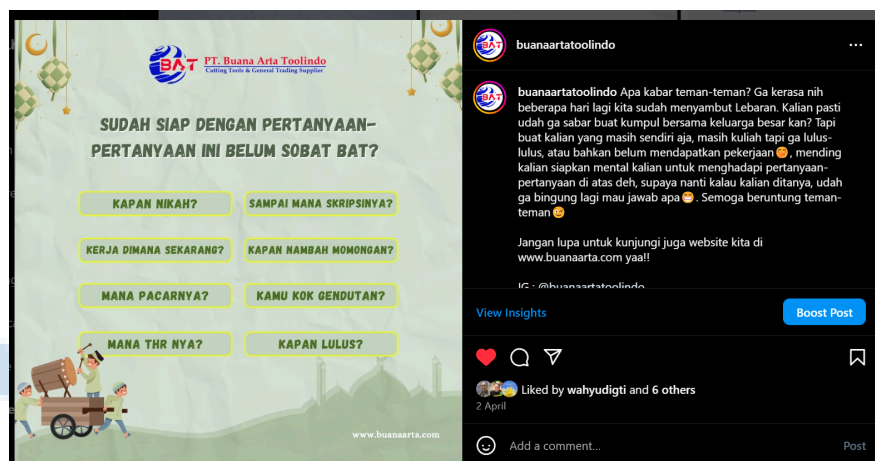 BAT
PT. Buana Arta Toolindo
Cutting Tools & General Trading Supplier
SUDAH SIAP DENGAN PERTANYAAN-
PERTANYAAN INI BELUM SOBAT BAT?
KAPAN NIKAH?
SAMPAI MANA SKRIPSINYA?
KERJA DIMANA SEKARANG?
KAPAN NAMBAH MOMONGAN?
MANA PACARNYA?
KAMU KOK GENDUTAN?
MANA THR NYA?
KAPAN LULUS?
www.buanaarta.com
BAT
buanaartatoolindo
BAT
buanaartatoolindo Apa kabar teman-teman? Ga kerasa nih
beberapa hari lagi kita sudah menyambut Lebaran. Kalian pasti
udah ga sabar buat kumpul bersama keluarga besar kan? Tapi
buat kalian yang masih sendiri aja, masih kuliah tapi ga lulus-
lulus, atau bahkan belum mendapatkan pekerjaan😊, mending
kalian siapkan mental kalian untuk menghadapi pertanyaan-
pertanyaan di atas deh, supaya nanti kalau kalian ditanya, udah
ga bingung lagi mau jawab apa😁. Semoga beruntung teman-
teman😊
Jangan lupa untuk kunjungi juga website kita di
www.buanaarta.com yaa!!
IG : @buanaartatoolindo
View Insights
Boost Post
Liked by wahyudigti and 6 others
2 April
Add a comment...
Post